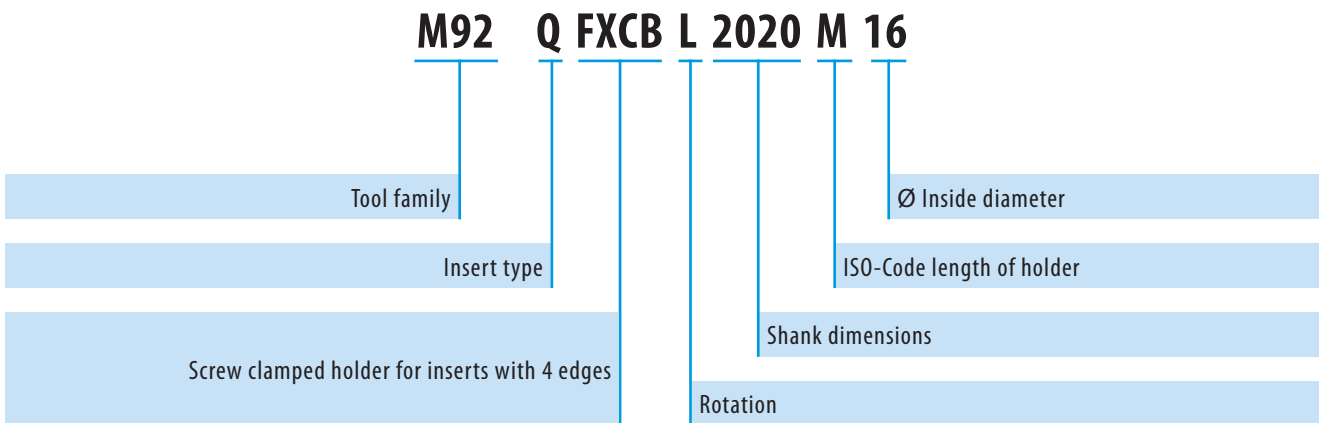 M92 Q FXCB L 2020 M 16
Tool family
Ø Inside diameter
Insert type
ISO-Code length of holder
Shank dimensions
Screw clamped holder for inserts with 4 edges
Rotation